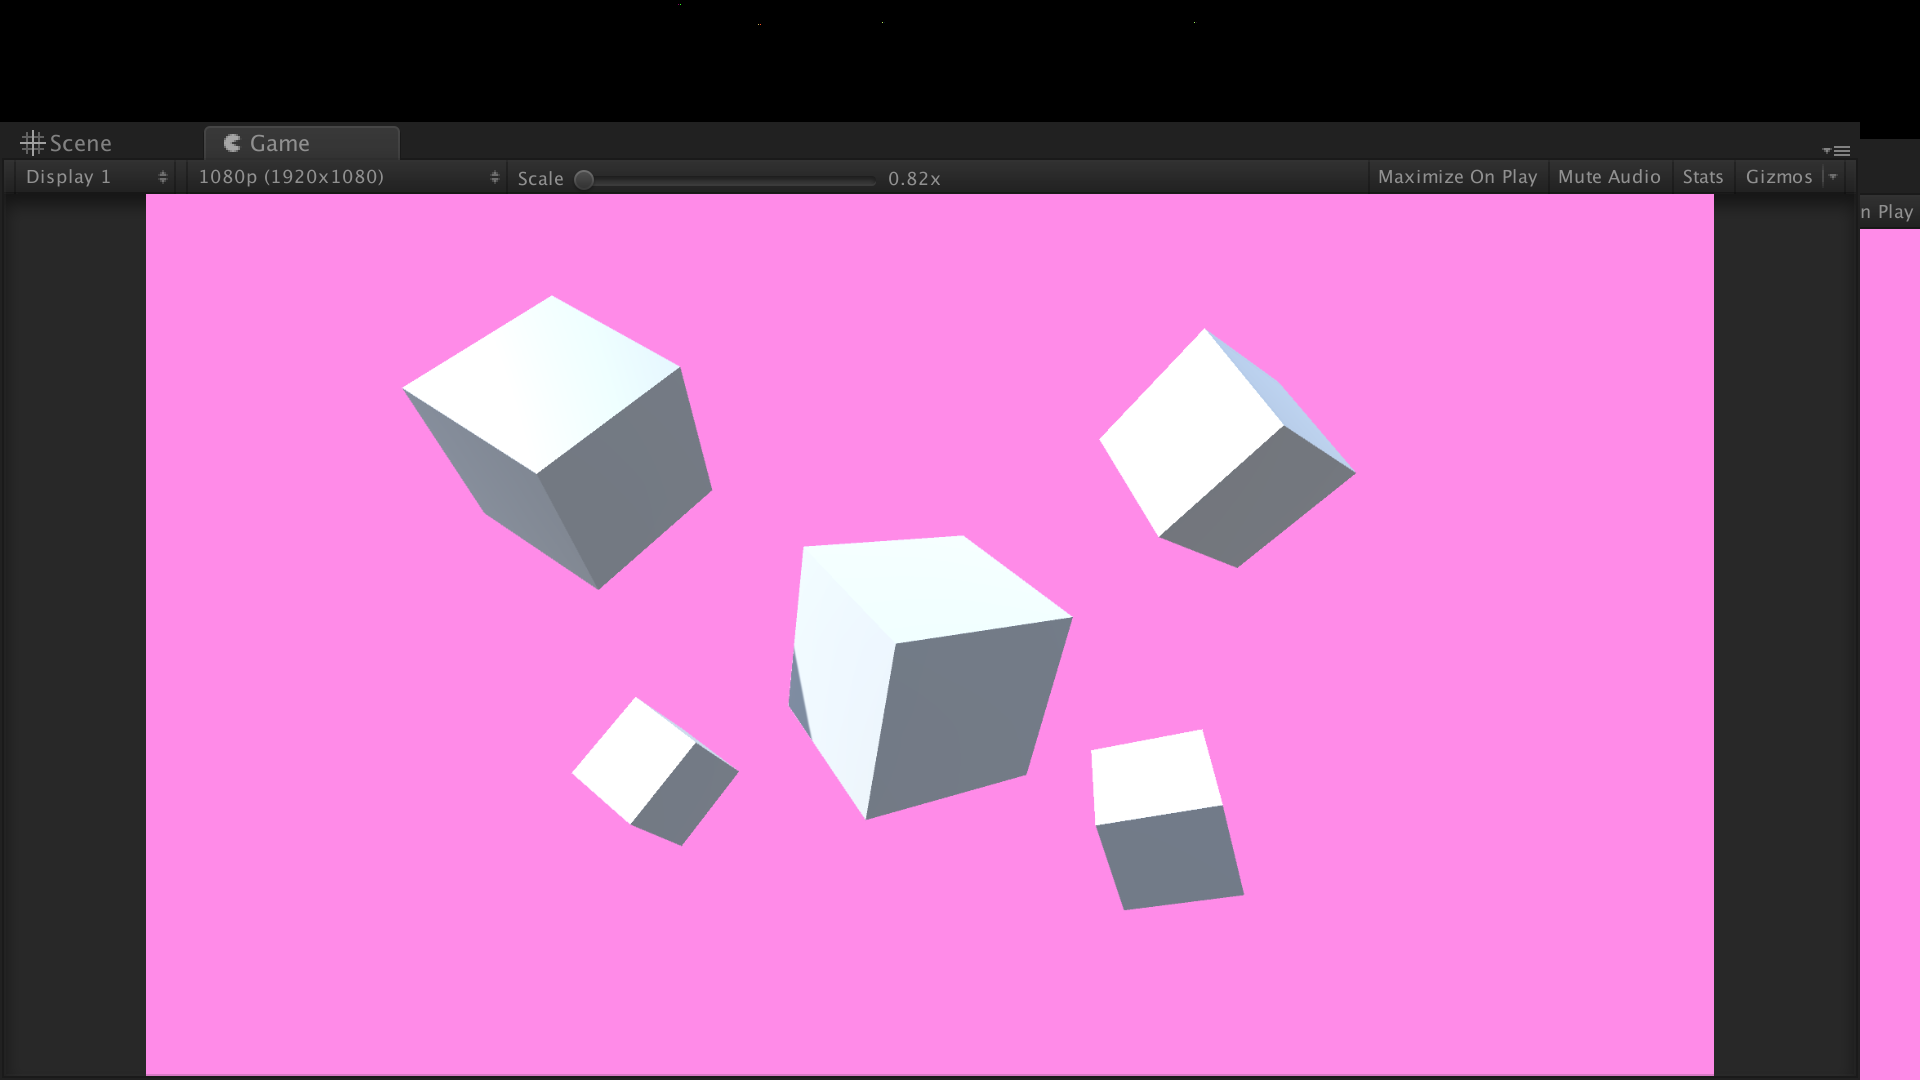 Scene Game
Display 1 1080p (1920x1080) Scale 0.82x Maximize On Play Mute Audio Stats Gizmos
n Play